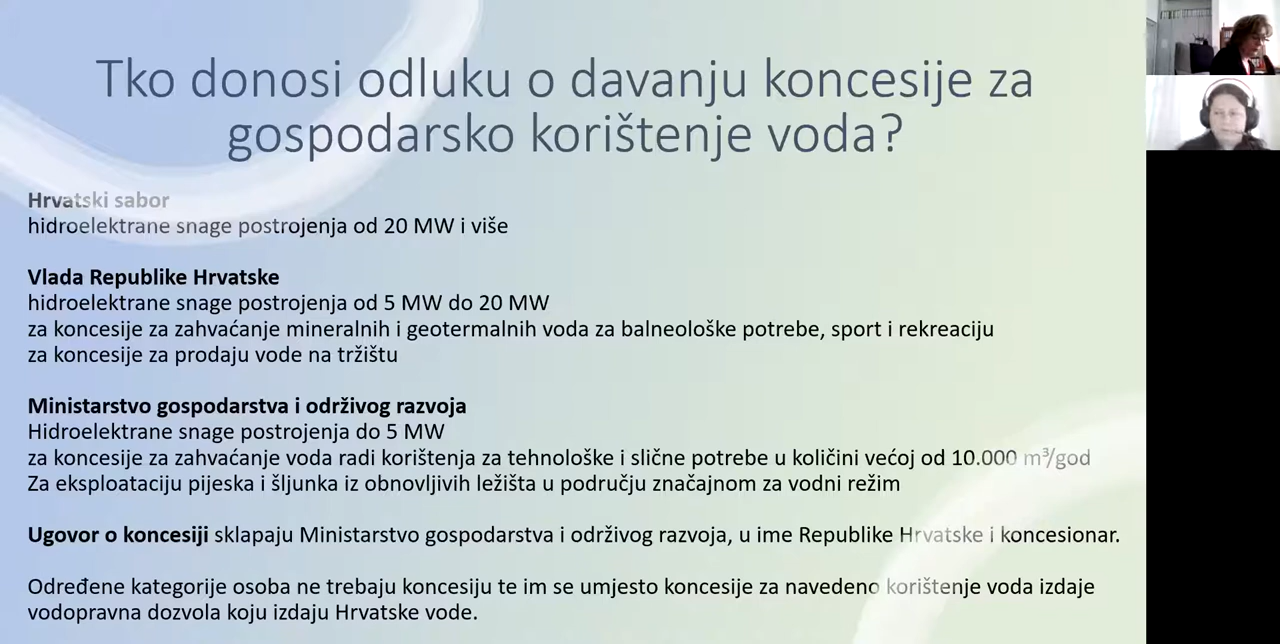 Tko donosi odluku o davanju koncesije za
gospodarsko korištenje voda?
Hrvatski sabor
hidroelektrane snage postrojenja od 20 MW i više
Vlada Republike Hrvatske
hidroelektrane snage postrojenja od 5 MW do 20 MW
za koncesije za zahvaćanje mineralnih i geotermalnih voda za balneološke potrebe, sport i rekreaciju
za koncesije za prodaju vode na tržištu
Ministarstvo gospodarstva i održivog razvoja
Hidroelektrane snage postrojenja do 5 MW
za koncesije za zahvaćanje voda radi korištenja za tehnološke i slične potrebe u količini većoj od 10.000 m³/god
Za eksploataciju pijeska i šljunka iz obnovljivih ležišta u području značajnom za vodni režim
Ugovor o koncesiji sklapaju Ministarstvo gospodarstva i održivog razvoja, u ime Republike Hrvatske i koncesionar.
Određene kategorije osoba ne trebaju koncesiju te im se umjesto koncesije za navedeno korištenje voda izdaje
vodopravna dozvola koju izdaju Hrvatske vode.